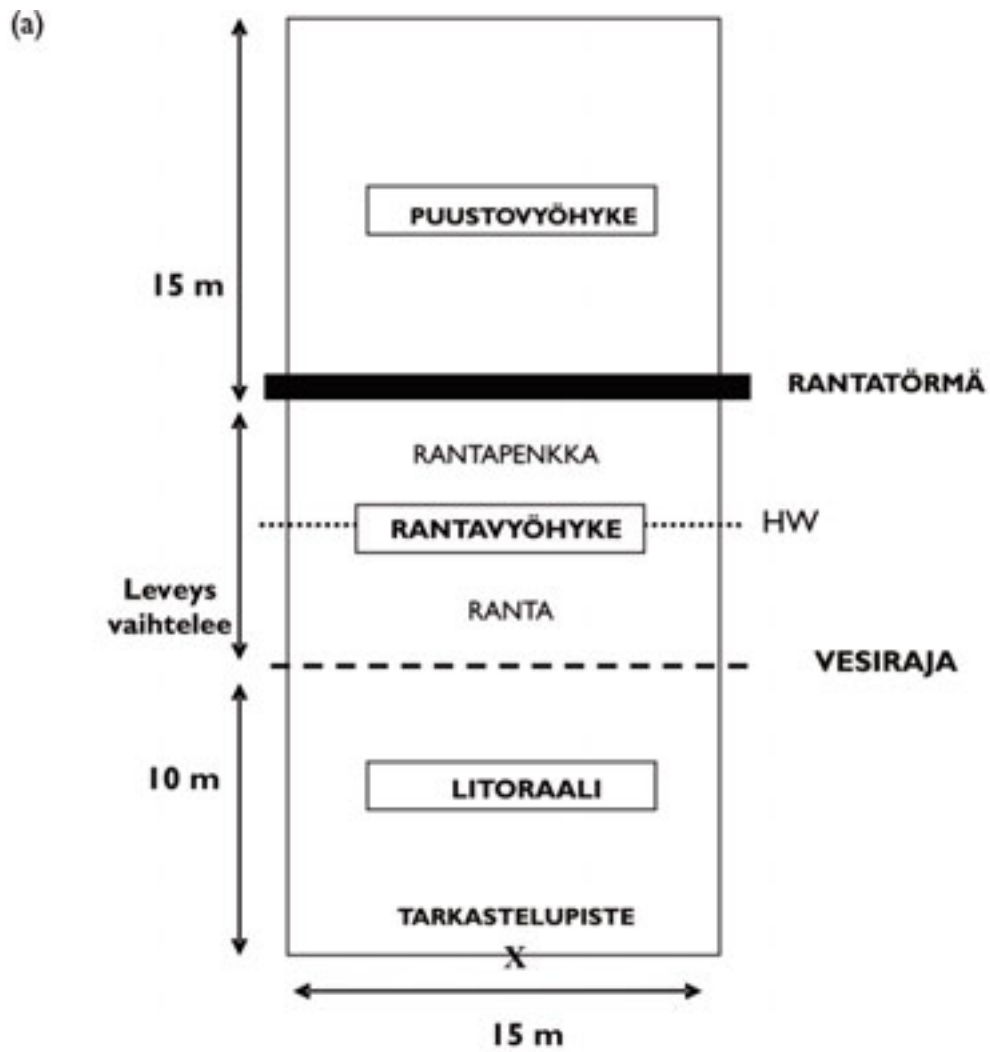 (a)
PUUSTOVYÖHYKE
15 m
RANTATÖRMÄ
RANTAPENKKA
RANTAVYÖHYKE
HW
Leveys
vaihtelee
RANTA
VESIRAJA
10 m
LITORAALI
TARKASTELUPISTE
X
15 m